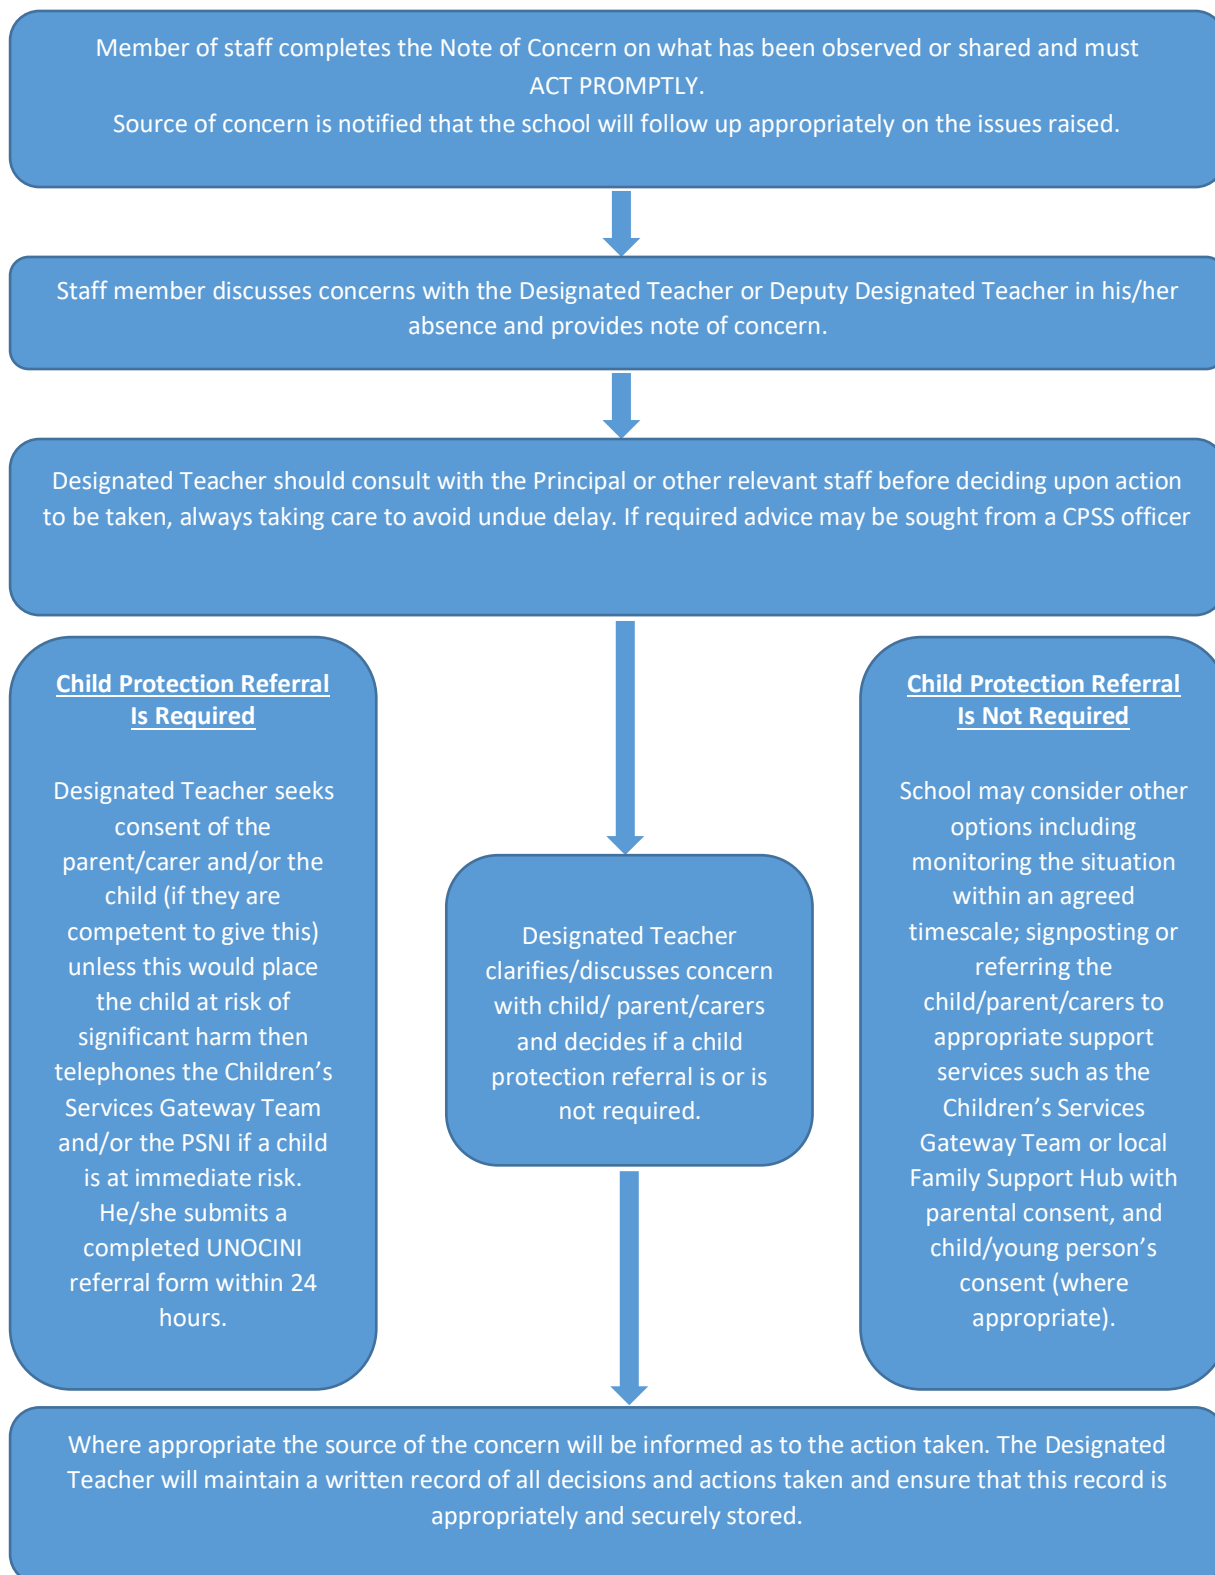 Member of staff completes the Note of Concern on what has been observed or shared and must
ACT PROMPTLY.
Source of concern is notified that the school will follow up appropriately on the issues raised.
Staff member discusses concerns with the Designated Teacher or Deputy Designated Teacher in his/her
absence and provides note of concern.
Designated Teacher should consult with the Principal or other relevant staff before deciding upon action
to be taken, always taking care to avoid undue delay. If required advice may be sought from a CPSS officer
Child Protection Referral
Is Required
Designated Teacher seeks
consent of the
parent/carer and/or the
child (if they are
competent to give this)
unless this would place
the child at risk of
significant harm then
telephones the Children’s
Services Gateway Team
and/or the PSNI if a child
is at immediate risk.
He/she submits a
completed UNOCINI
referral form within 24
hours.
Designated Teacher
clarifies/discusses concern
with child/ parent/carers
and decides if a child
protection referral is or is
not required.
Child Protection Referral
Is Not Required
School may consider other
options including
monitoring the situation
within an agreed
timescale; signposting or
referring the
child/parent/carers to
appropriate support
services such as the
Children’s Services
Gateway Team or local
Family Support Hub with
parental consent, and
child/young person’s
consent (where
appropriate).
Where appropriate the source of the concern will be informed as to the action taken. The Designated
Teacher will maintain a written record of all decisions and actions taken and ensure that this record is
appropriately and securely stored.